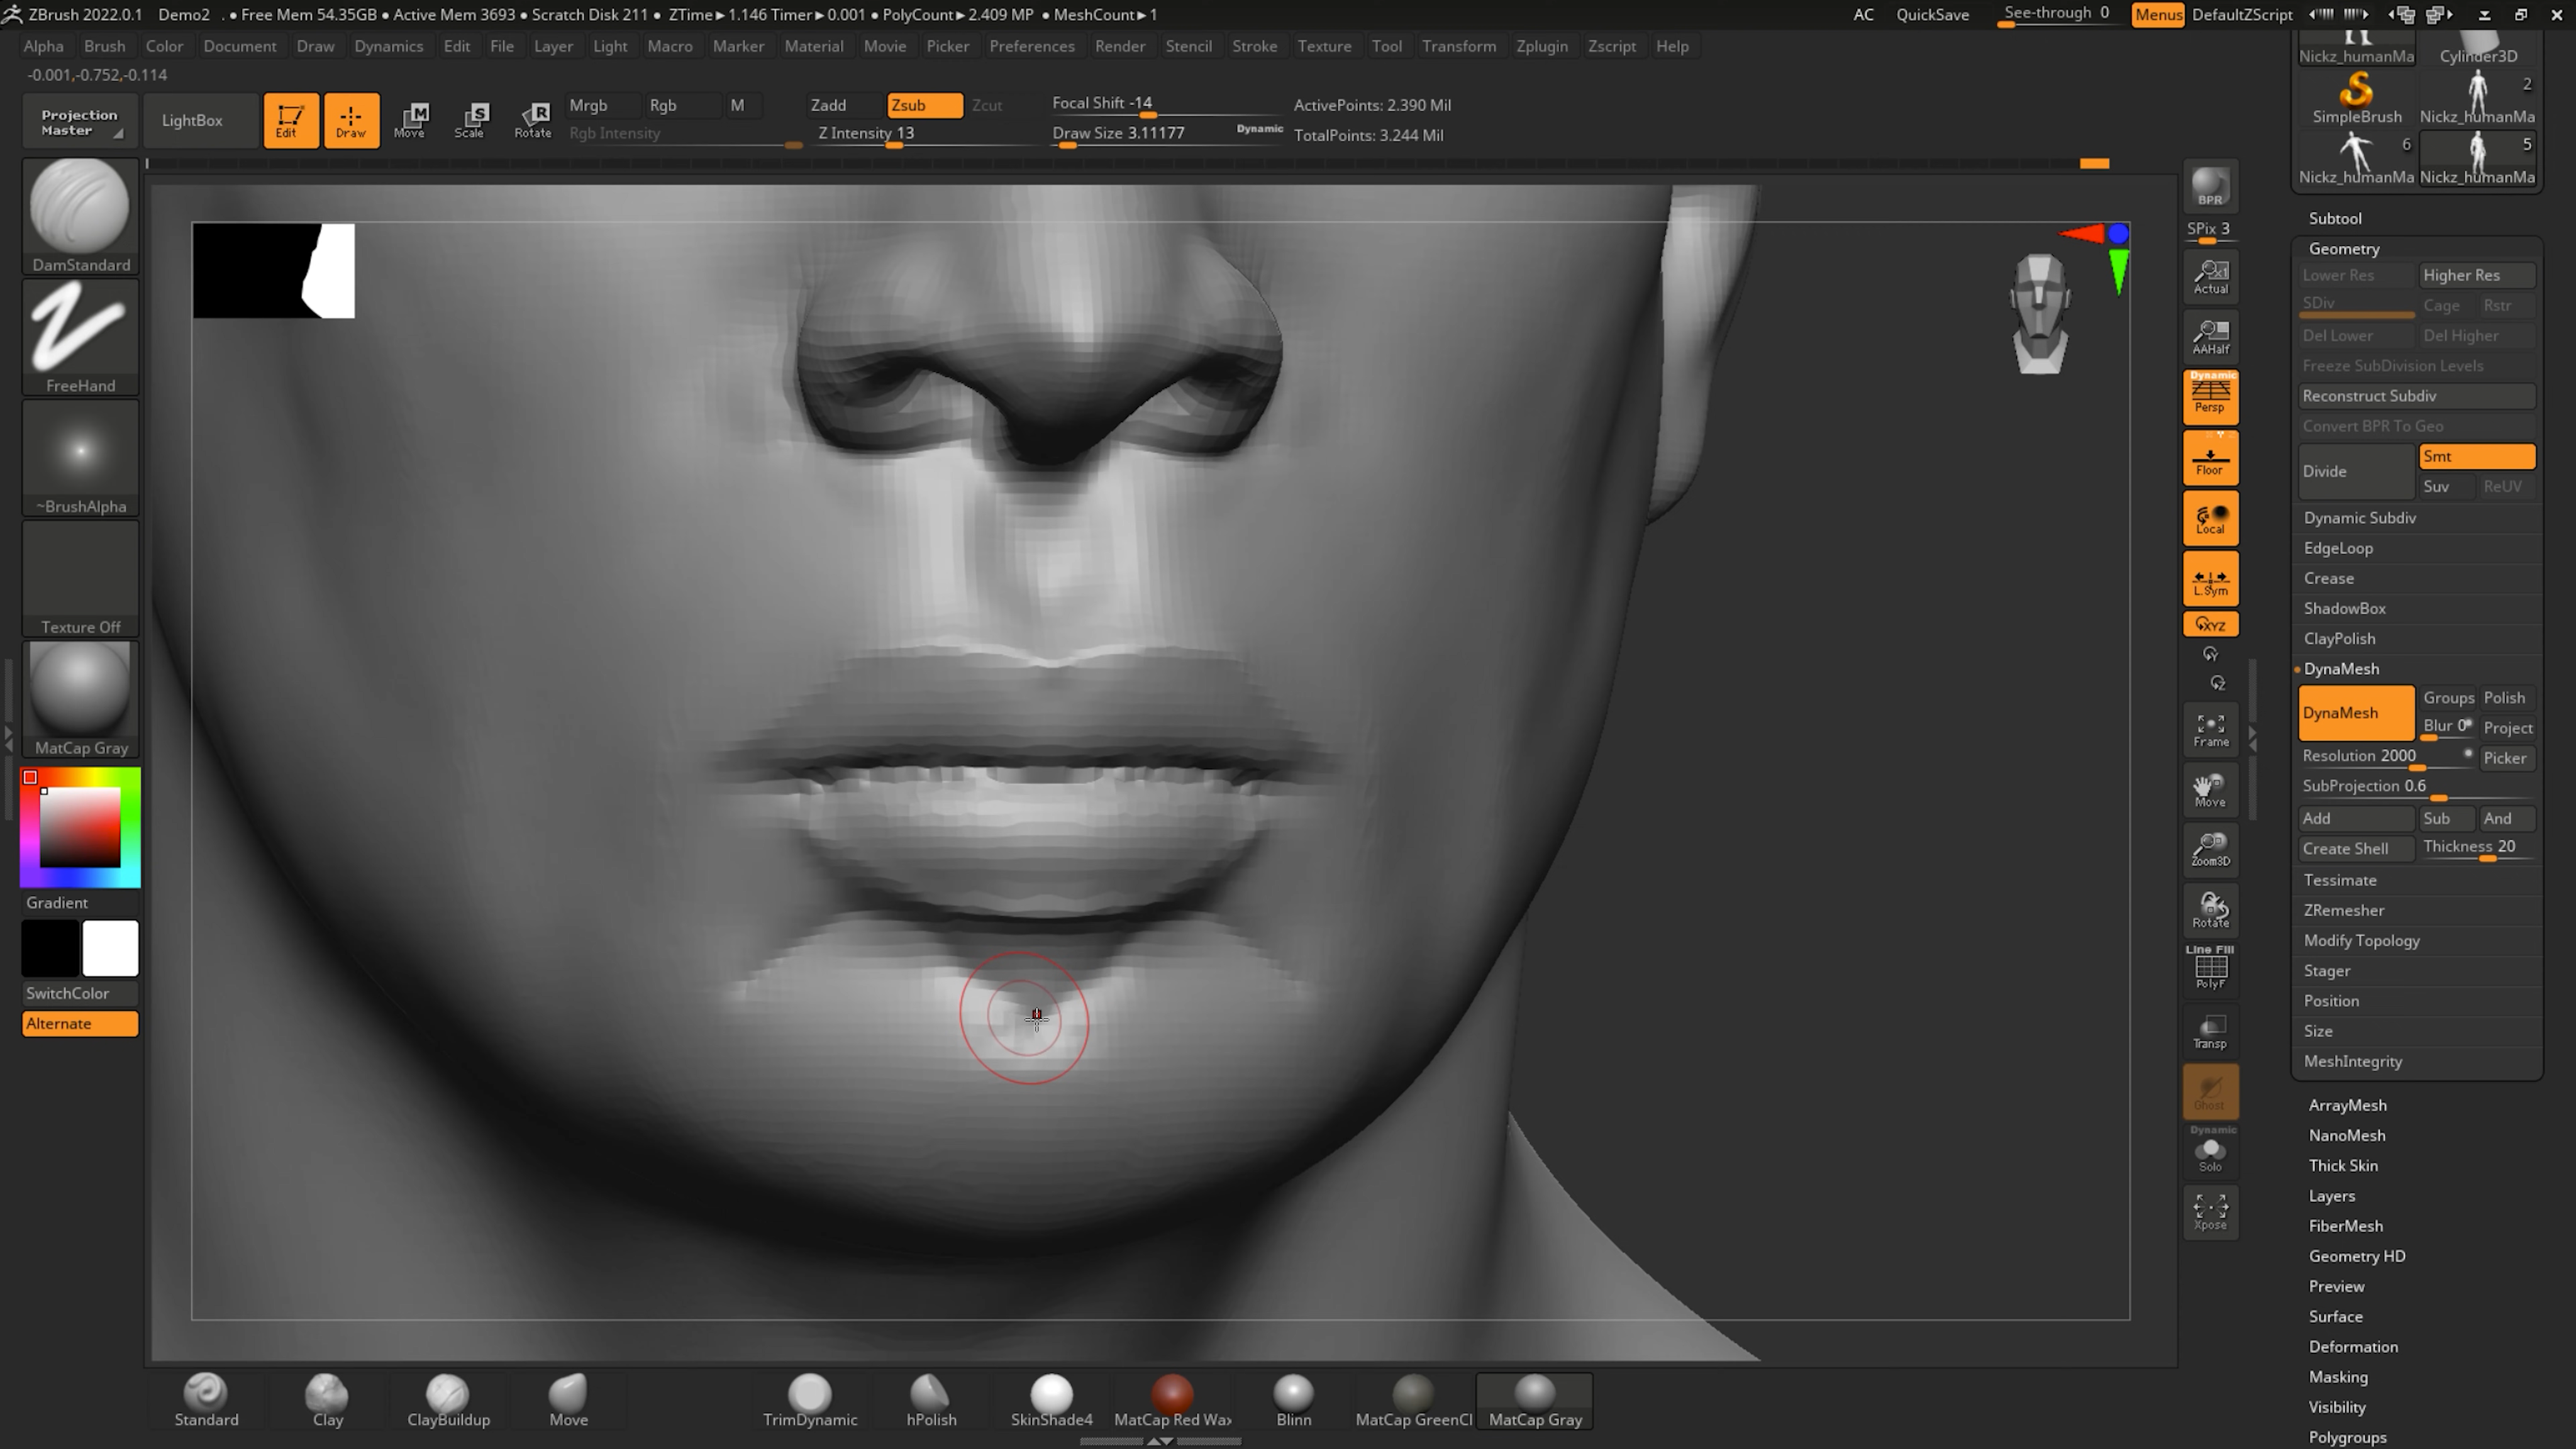 ZBrush 2022.0.1 Demo2 . ● Free Mem 54.35GB ● Active Mem 3693 ● Scratch Disk 211 ● ZTime►1.146 Timer►0.001 ● PolyCount►2.409 MP ● MeshCount►1 AC QuickSave See-through 0 Menus DefaultZScript
Alpha Brush Color Document Draw Dynamics Edit File Layer Light Macro Marker Material Movie Picker Preferences Render Stencil Stroke Texture Tool Transform Zplugin Zscript Help
-0.001,-0.752,-0.114
Projection Master
LightBox
Edit
Draw
M Move
S Scale
R Rotate
Mrgb Rgb M
Rgb Intensity
Zadd Zsub Zcut
Z Intensity 13
Focal Shift -14
Draw Size 3.11177
Dynamic
ActivePoints: 2.390 Mil
TotalPoints: 3.244 Mil
DamStandard
FreeHand
~BrushAlpha
Texture Off
MatCap Gray
Gradient
SwitchColor
Alternate
BPR
SPix 3
Actual
AAHalf
Dynamic
Persp
Floor
Local
L.Sym
XYZ
Y
Z
Frame
Move
Zoom3D
Rotate
Line Fill
PolyF
Transp
Ghost
Dynamic
Solo
Xpose
Nickz_humanMa Cylinder3D
2
SimpleBrush Nickz_humanMa
6 5
Nickz_humanMa Nickz_humanMa
Subtool
Geometry
Lower Res Higher Res
SDiv Cage Rstr
Del Lower Del Higher
Freeze SubDivision Levels
Reconstruct Subdiv
Convert BPR To Geo
Divide Smt
Suv ReUV
Dynamic Subdiv
EdgeLoop
Crease
ShadowBox
ClayPolish
DynaMesh
DynaMesh Groups Polish
Blur 0 Project
Resolution 2000 Picker
SubProjection 0.6
Add Sub And
Create Shell Thickness 20
Tessimate
ZRemesher
Modify Topology
Stager
Position
Size
MeshIntegrity
ArrayMesh
NanoMesh
Thick Skin
Layers
FiberMesh
Geometry HD
Preview
Surface
Deformation
Masking
Visibility
Polygroups
Standard Clay ClayBuildup Move TrimDynamic hPolish SkinShade4 MatCap Red Wax Blinn MatCap GreenCl MatCap Gray